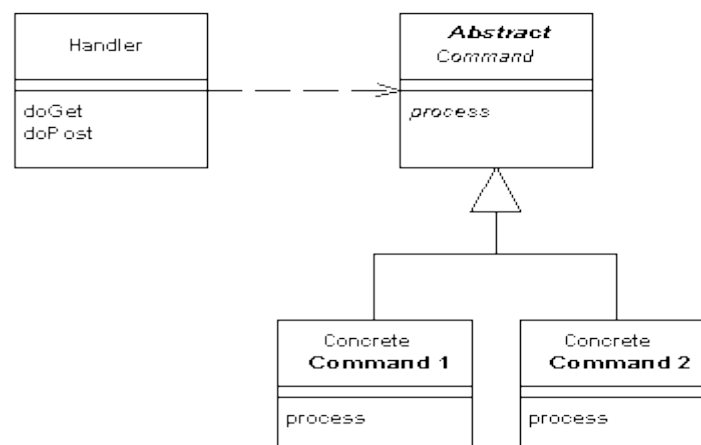 Handler
doGet
doPost
Abstract
Command
process
Concrete
Command 1
process
Concrete
Command 2
process